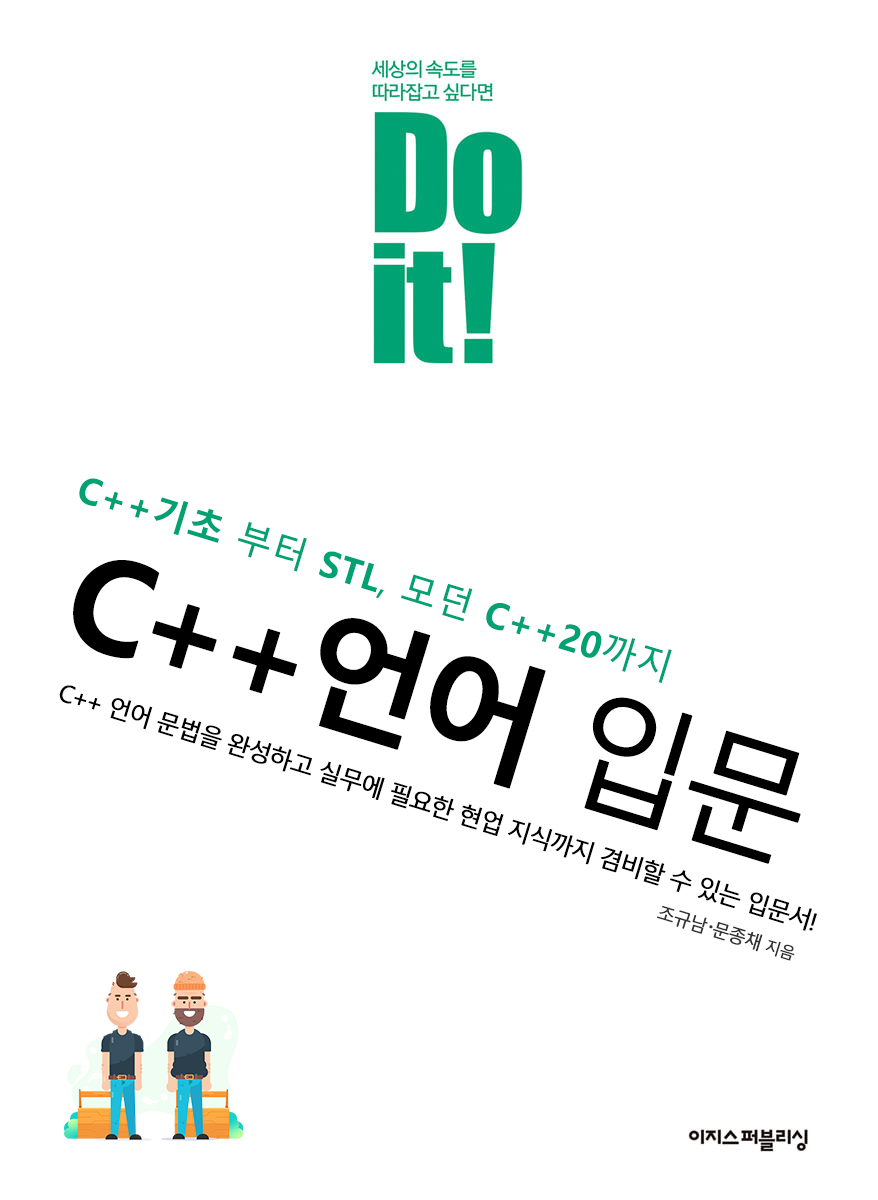 세상의 속도를
따라잡고 싶다면
Do
it!
C++기초 부터 STL, 모던 C++20까지
C++언어 입문
C++ 언어 문법을 완성하고 실무에 필요한 현업 지식까지 겸비할 수 있는 입문서!
조규남·문종채 지음
이지스퍼블리싱